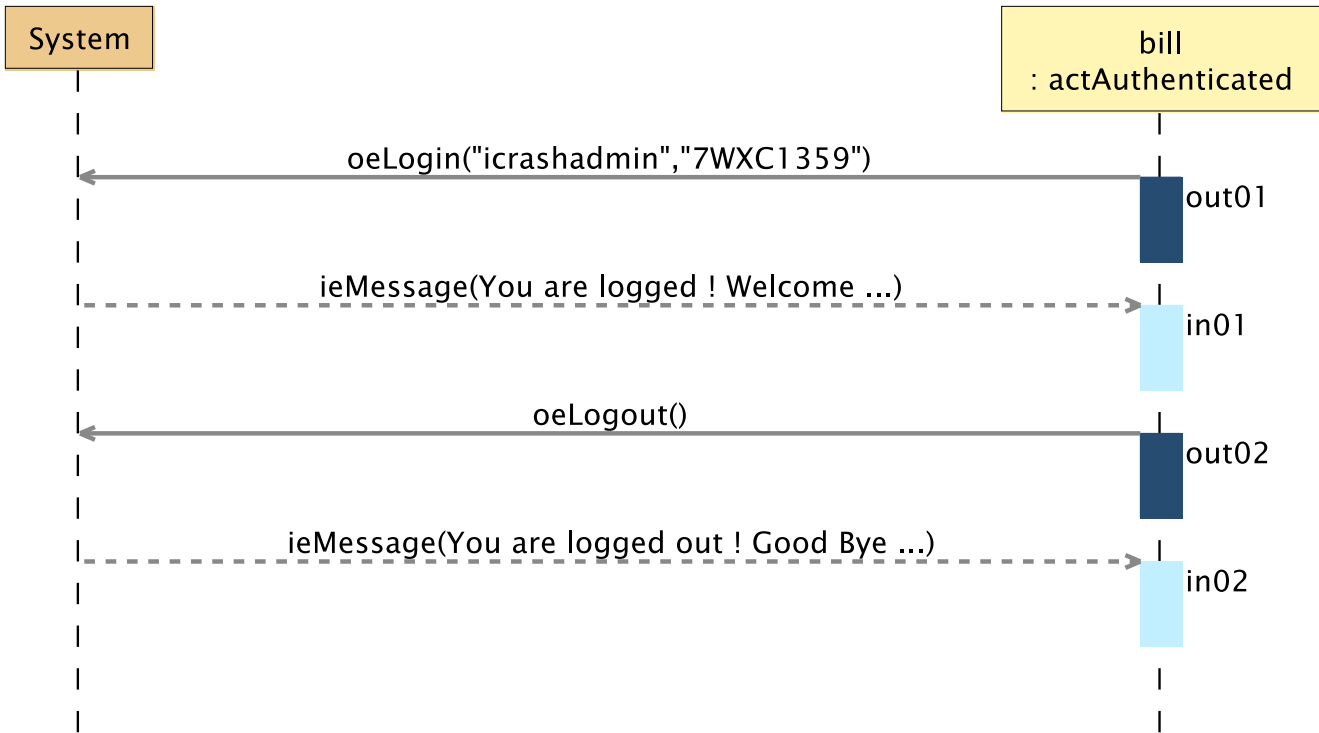 System
bill
: actAuthenticated
oeLogin("icrashadmin","7WXC1359")
out01
ieMessage(You are logged ! Welcome ...)
in01
oeLogout()
out02
ieMessage(You are logged out ! Good Bye ...)
in02